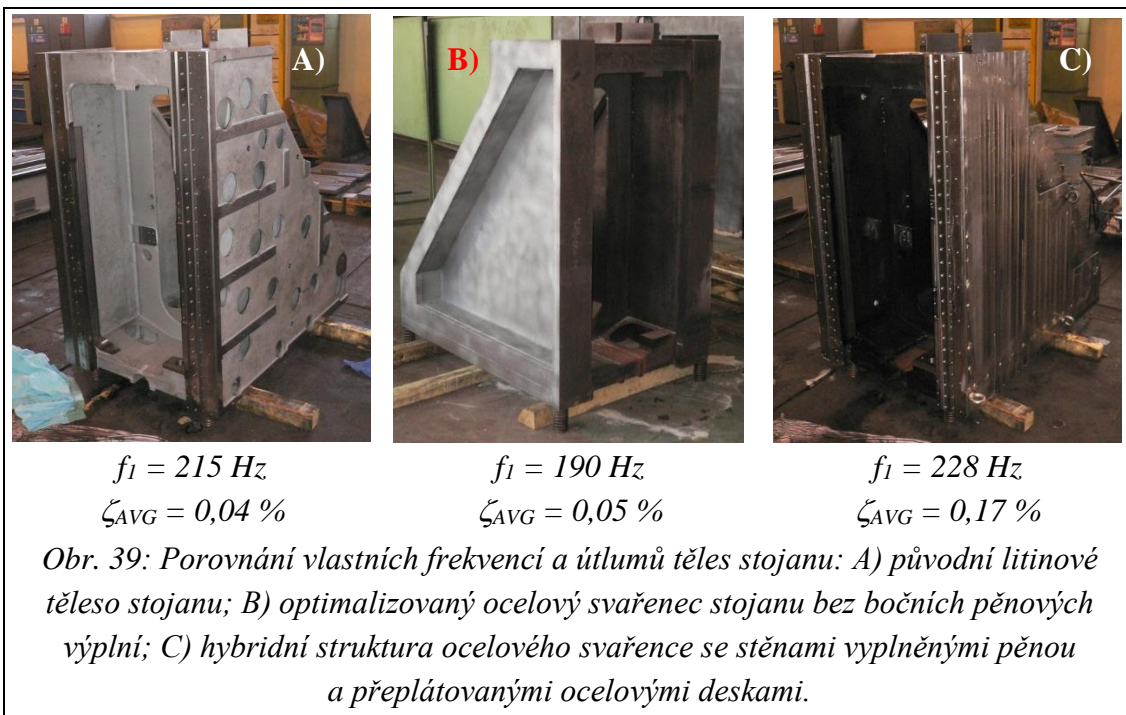 A)
B)
C)
f1 = 215 Hz
ζAVG = 0,04 %
f1 = 190 Hz
ζAVG = 0,05 %
f1 = 228 Hz
ζAVG = 0,17 %
Obr. 39: Porovnání vlastních frekvencí a útlumů těles stojanu: A) původní litinové
těleso stojanu; B) optimalizovaný ocelový svařenec stojanu bez bočních pěnových
výplní; C) hybridní struktura ocelového svařence se stěnami vyplněnými pěnou
a přeplátovanými ocelovými deskami.